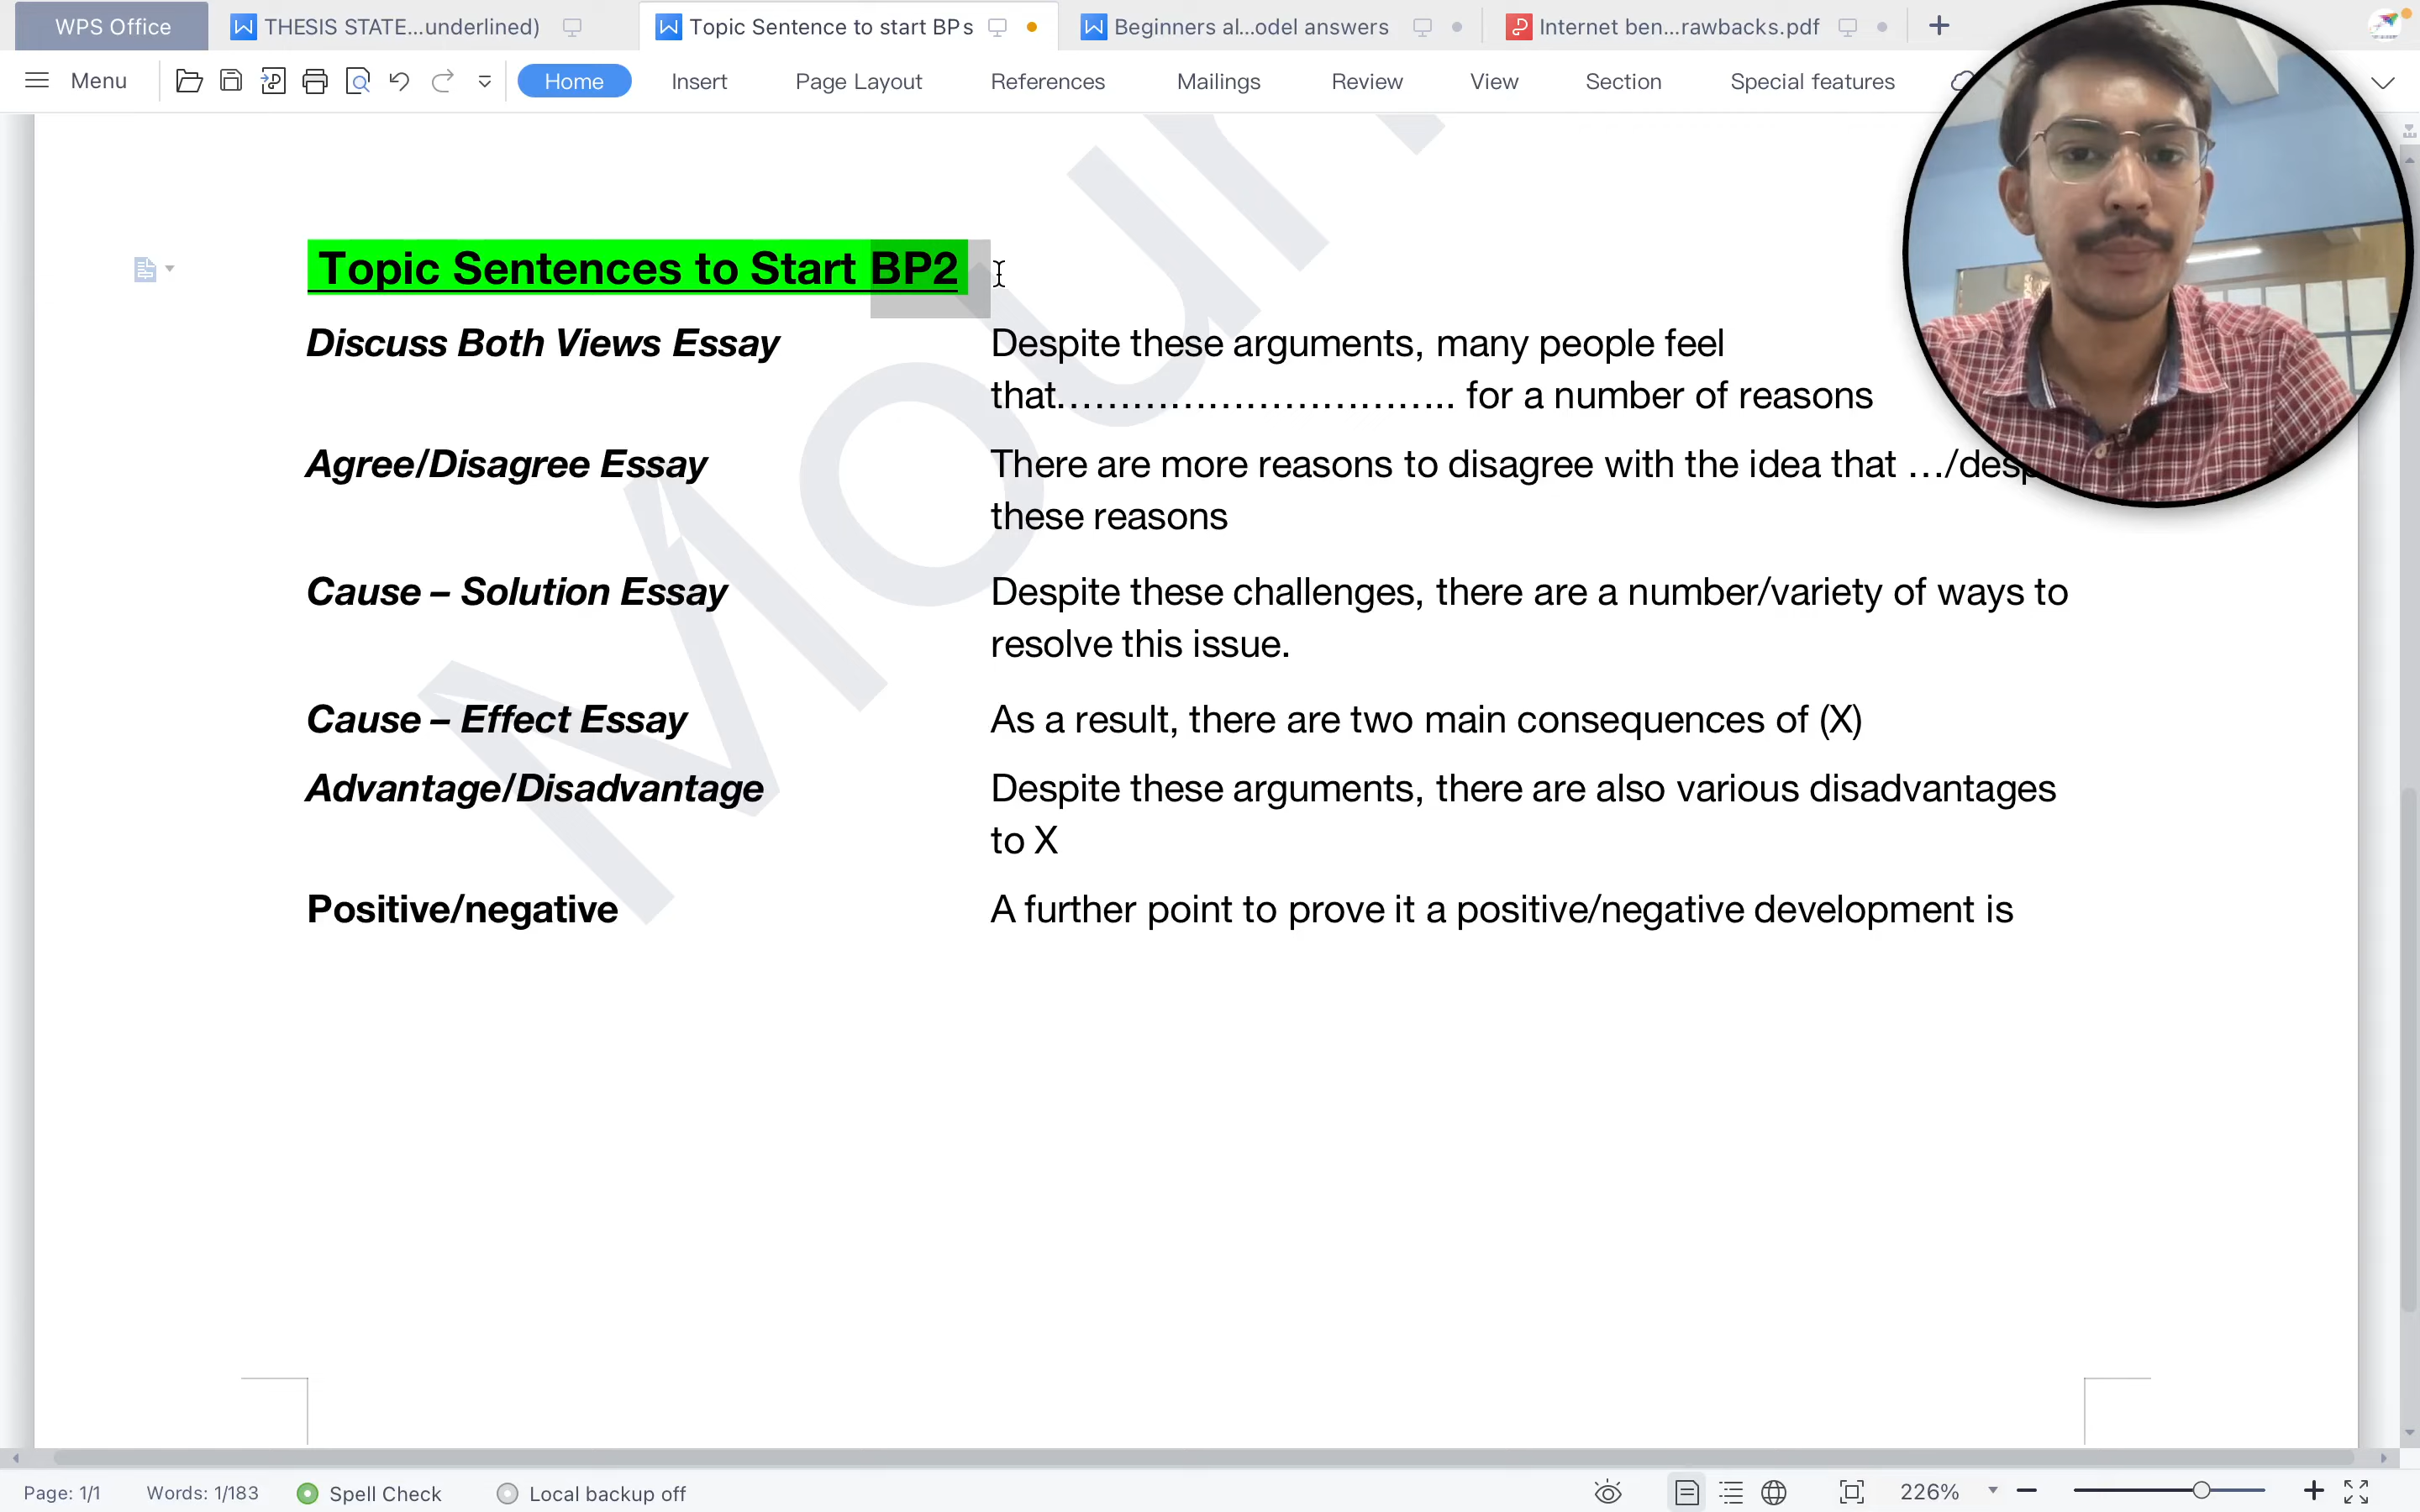 WPS Office THESIS STATE...underlined) Topic Sentence to start BPs Beginners al...odel answers Internet ben...rawbacks.pdf
Menu Home Insert Page Layout References Mailings Review View Section Special features
Topic Sentences to Start BP2
Discuss Both Views Essay Despite these arguments, many people feel
that…………………………….. for a number of reasons
Agree/Disagree Essay There are more reasons to disagree with the idea that …/
these reasons
Cause – Solution Essay Despite these challenges, there are a number/variety of ways to
resolve this issue.
Cause – Effect Essay As a result, there are two main consequences of (X)
Advantage/Disadvantage Despite these arguments, there are also various disadvantages
to X
Positive/negative A further point to prove it a positive/negative development is
Page: 1/1 Words: 1/183 Spell Check Local backup off 226%